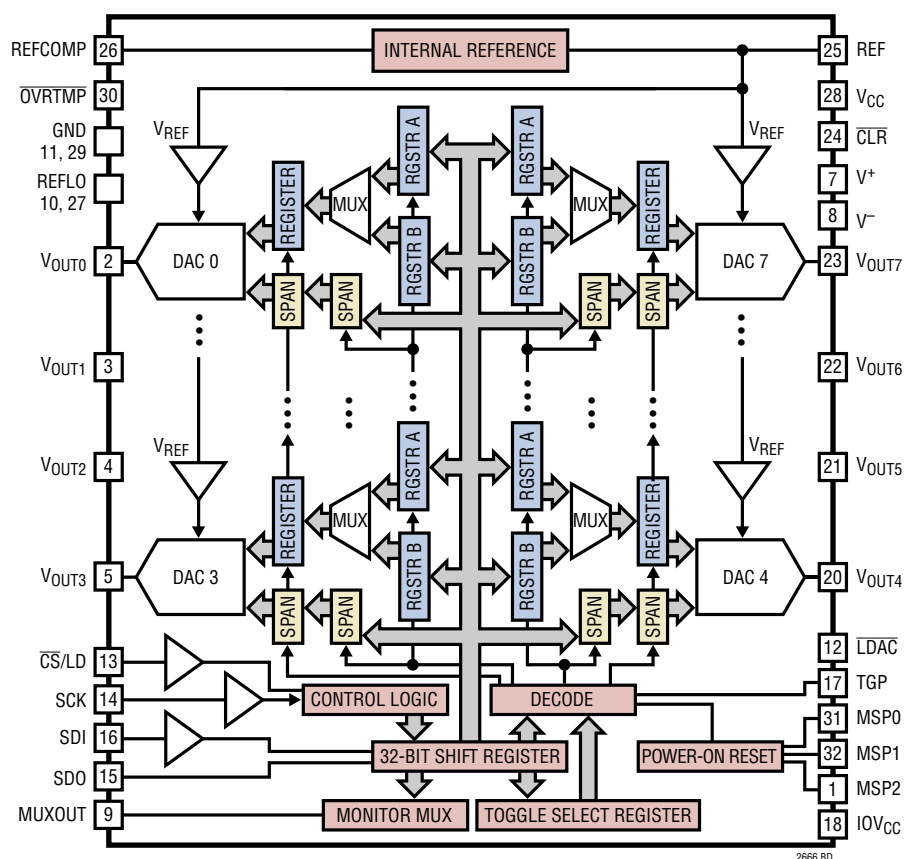 REFCOMP 26 INTERNAL REFERENCE 25 REF
OVRTMP 30 28 VCC
GND
11, 29
VREF VREF
24 CLR
REFLO
10, 27
7 V+
8 V–
RGSTR A RGSTR A
REGISTER MUX MUX REGISTER
RGSTR B RGSTR B
VOUT0 2 DAC 0 DAC 7 23 VOUT7
SPAN SPAN SPAN SPAN
VOUT1 3 22 VOUT6
VOUT2 4 21 VOUT5
VREF VREF
RGSTR A RGSTR A
REGISTER MUX MUX REGISTER
RGSTR B RGSTR B
VOUT3 5 DAC 3 DAC 4 20 VOUT4
SPAN SPAN SPAN SPAN
CS/LD 13 12 LDAC
SCK 14 CONTROL LOGIC DECODE 17 TGP
SDI 16 31 MSP0
32-BIT SHIFT REGISTER POWER-ON RESET 32 MSP1
SDO 15 1 MSP2
MUXOUT 9 MONITOR MUX TOGGLE SELECT REGISTER 18 IOVCC
2666 BD